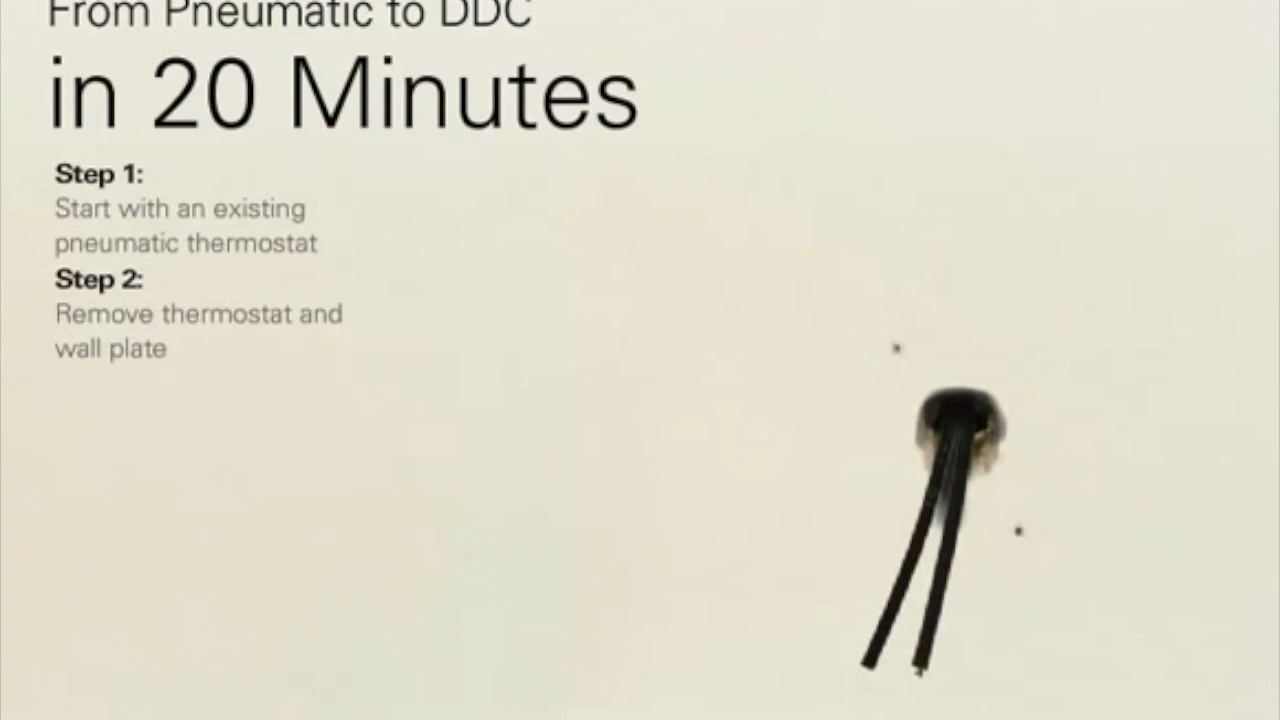 From Pneumatic to DDC
in 20 Minutes
Step 1:
Start with an existing
pneumatic thermostat
Step 2:
Remove thermostat and
wall plate